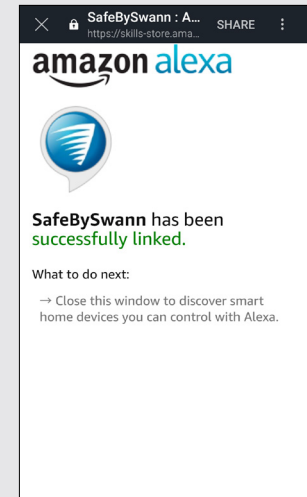 SafeBySwann : A... SHARE
https://skills-store.ama...
amazon alexa
SafeBySwann has been
successfully linked.
What to do next:
→ Close this window to discover smart
home devices you can control with Alexa.